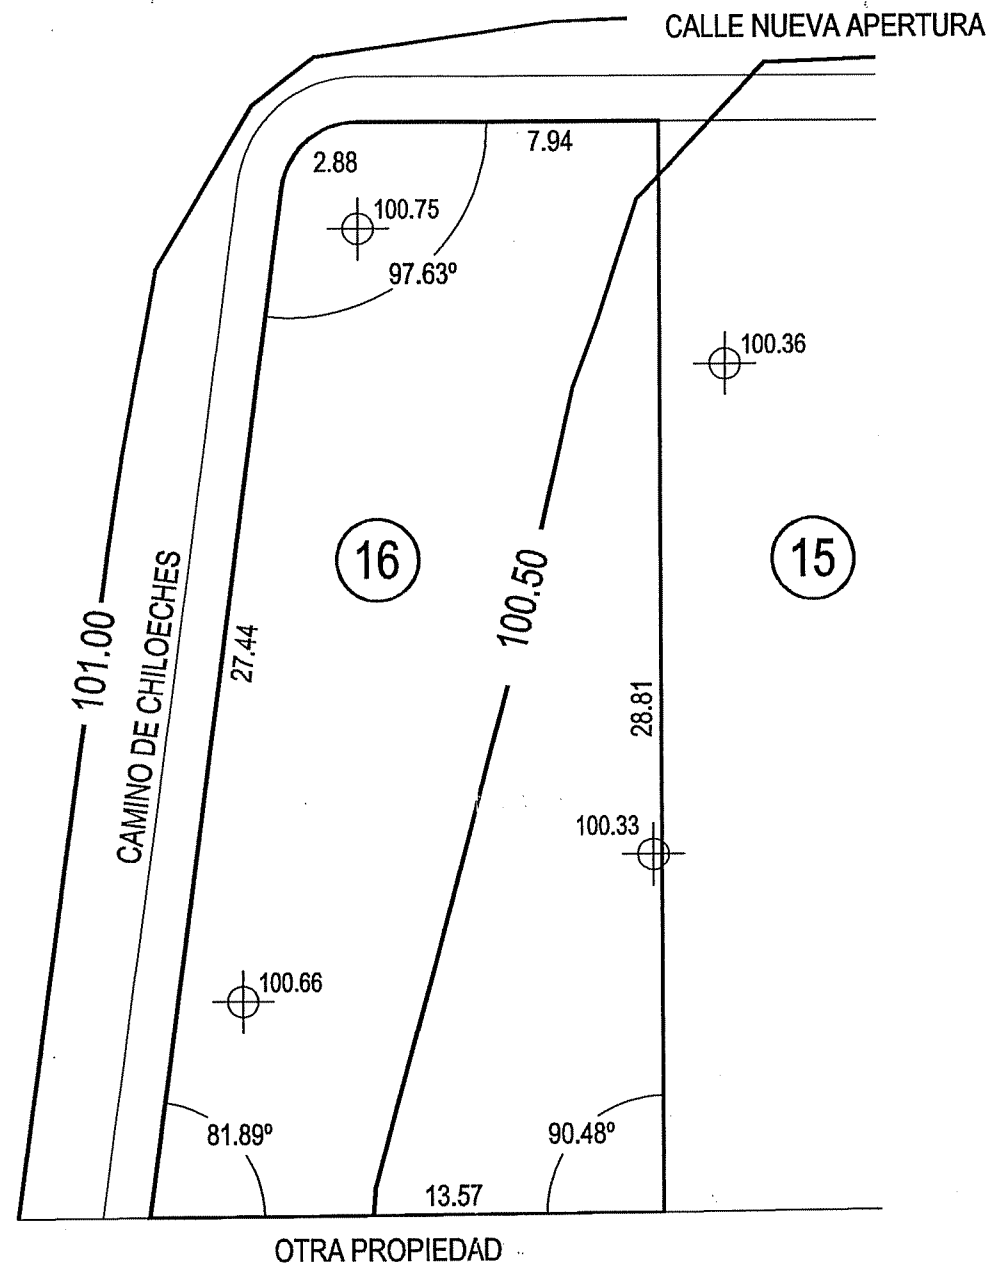 CALLE NUEVA APERTURA
7.94
2.88
100.75
97.63º
100.36
16
15
100.50
101.00
CAMINO DE CHILOECHES
27.44
28.81
100.33
100.66
81.89º
90.48º
13.57
OTRA PROPIEDAD